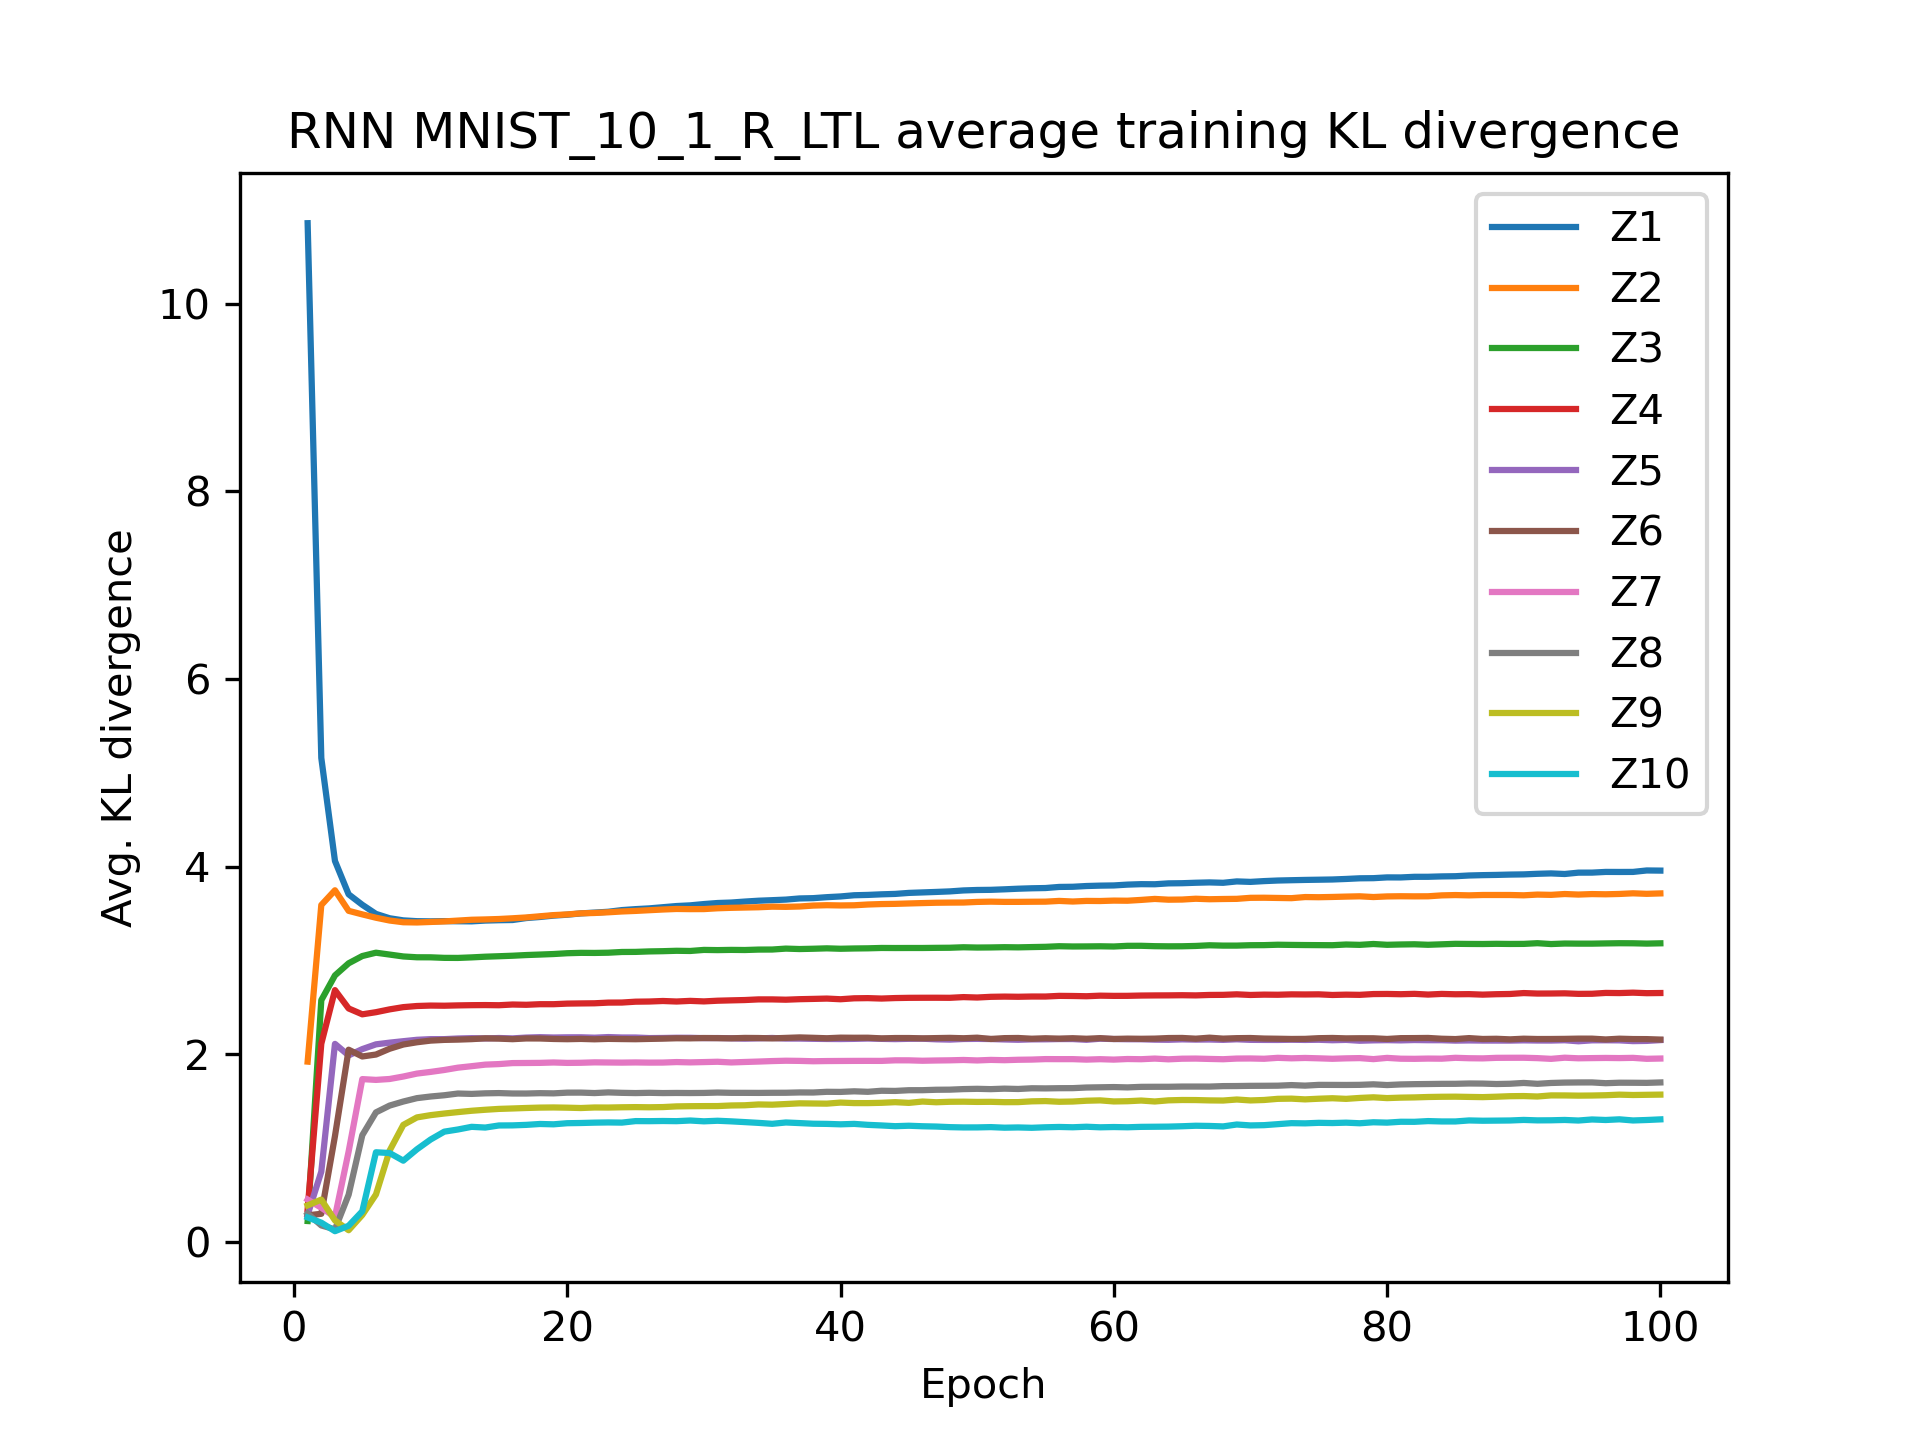 RNN MNIST_10_1_R_LTL average training KL divergence
Z1
Z2
Z3
Z4
Z5
Z6
Z7
Z8
Z9
Z10
Avg. KL divergence
10
8
6
4
2
0
0 20 40 60 80 100
Epoch